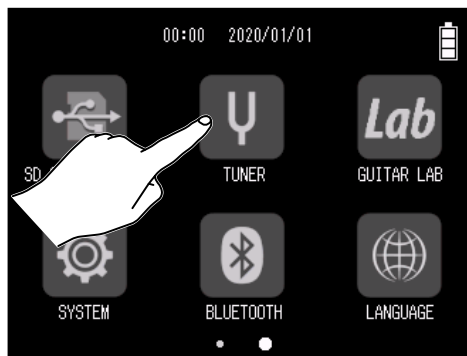 00:00 2020/01/01
Lab
SD
TUNER
GUITAR LAB
SYSTEM
BLUETOOTH
LANGUAGE